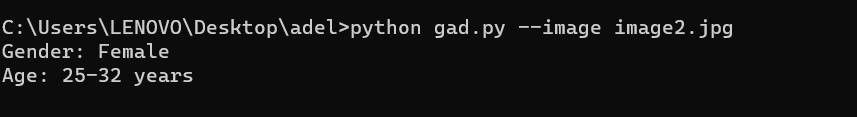 C:\Users\LENOVO\Desktop\adel>python gad.py --image image2.jpg
Gender: Female
Age: 25-32 years